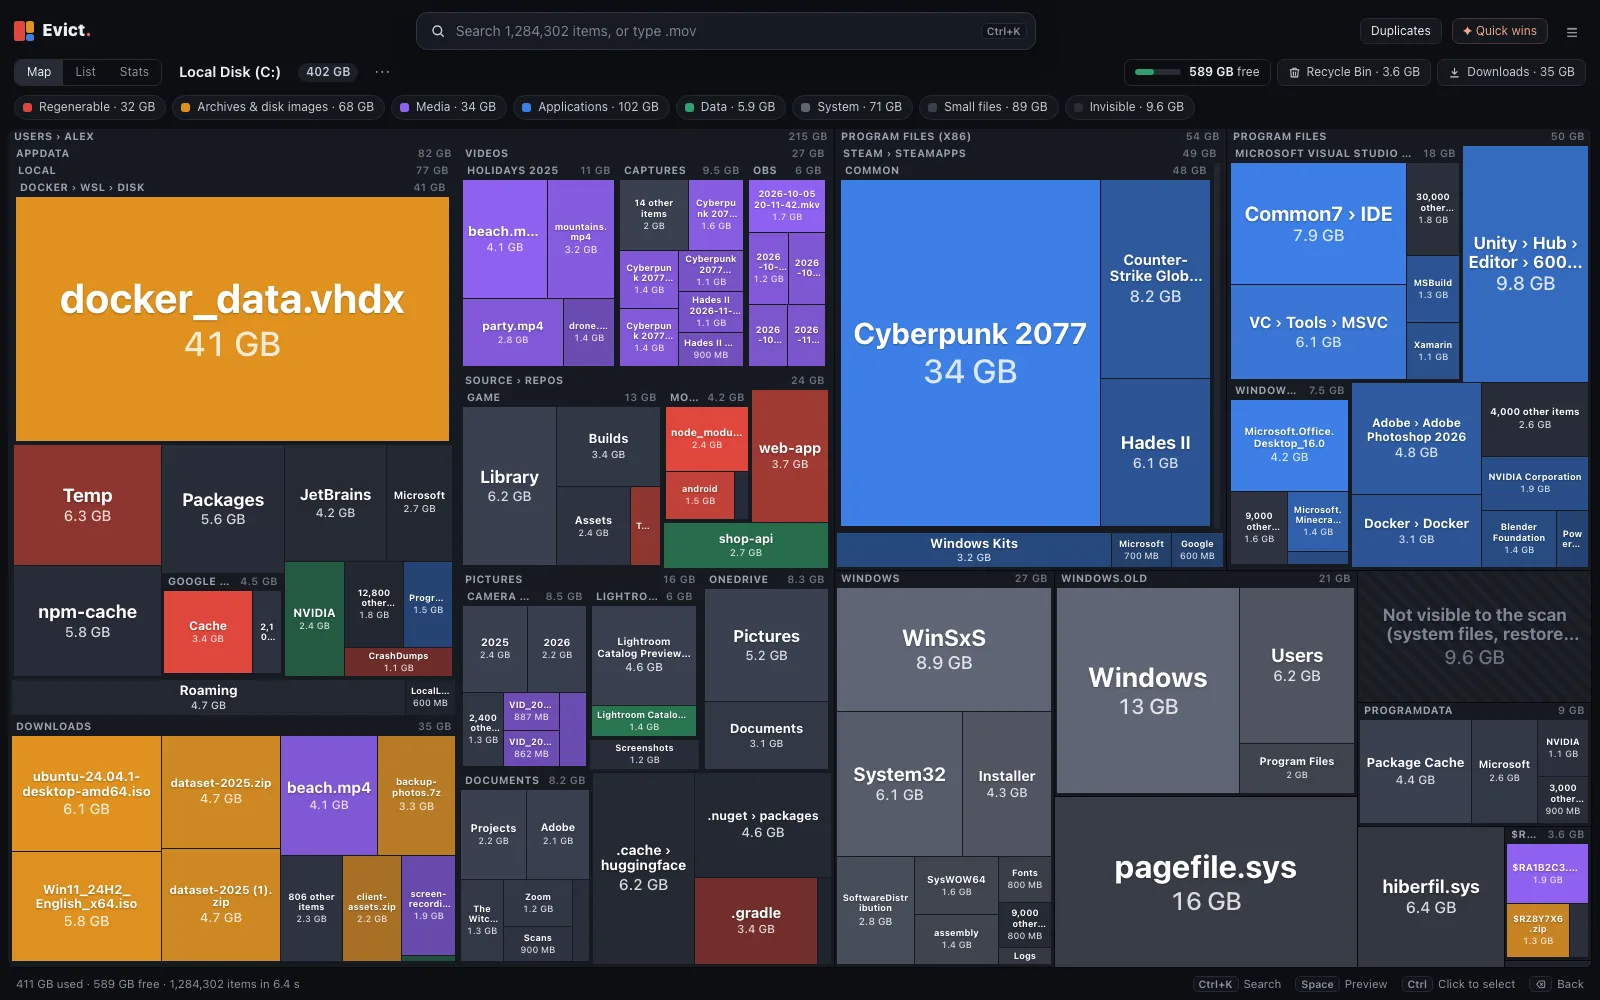 Evict.
Search 1,284,302 items, or type .mov
Ctrl+K
Duplicates
✦ Quick wins
Map
List
Stats
Local Disk (C:)
402 GB
···
589 GB free
Recycle Bin · 3.6 GB
Downloads · 35 GB
Regenerable · 32 GB
Archives & disk images · 68 GB
Media · 34 GB
Applications · 102 GB
Data · 5.9 GB
System · 71 GB
Small files · 89 GB
Invisible · 9.6 GB
USERS › ALEX
215 GB
APPDATA
82 GB
LOCAL
77 GB
DOCKER › WSL › DISK
41 GB
docker_data.vhdx
41 GB
Temp
6.3 GB
Packages
5.6 GB
JetBrains
4.2 GB
Microsoft
2.7 GB
npm-cache
5.8 GB
GOOGLE ...
4.5 GB
Cache
3.4 GB
2,1
0...
NVIDIA
2.4 GB
12,800
other...
1.8 GB
Progr...
1.5 GB
CrashDumps
1.1 GB
Roaming
4.7 GB
LocalL...
600 MB
DOWNLOADS
35 GB
ubuntu-24.04.1-
desktop-amd64.iso
6.1 GB
dataset-2025.zip
4.7 GB
beach.mp4
4.1 GB
backup-
photos.7z
3.3 GB
Win11_24H2_
English_x64.iso
5.8 GB
dataset-2025 (1).
zip
4.7 GB
806 other
items
2.3 GB
client-
assets.zip
2.2 GB
screen-
recordi...
1.9 GB
VIDEOS
27 GB
HOLIDAYS 2025
11 GB
beach.m...
4.1 GB
mountains.
mp4
3.2 GB
party.mp4
2.8 GB
drone....
1.4 GB
CAPTURES
9.5 GB
14 other
items
2 GB
Cyberpu
nk 207...
1.6 GB
Cyberpun
k 2077...
1.4 GB
Cyberpunk
2077...
1.1 GB
Hades II
2026-11-...
1.1 GB
Cyberpun
k 2077...
1.4 GB
Hades II ...
900 MB
OBS
6 GB
2026-10-05
20-11-42.mkv
1.7 GB
2026
-10-...
1.2 GB
2026
-10...
2026
-10...
2026
-11...
SOURCE › REPOS
24 GB
GAME
13 GB
Library
6.2 GB
Builds
3.4 GB
Assets
2.4 GB
T...
MO...
4.2 GB
node_modu...
2.4 GB
android
1.5 GB
web-app
3.7 GB
shop-api
2.7 GB
PICTURES
16 GB
CAMERA ...
8.5 GB
2025
2.4 GB
2026
2.2 GB
2,400
othe...
1.3 GB
VID_20...
887 MB
VID_20...
862 MB
LIGHTRO...
6 GB
Lightroom
Catalog Preview...
4.6 GB
Lightroom Catalo...
1.4 GB
Screenshots
1.2 GB
ONEDRIVE
8.3 GB
Pictures
5.2 GB
Documents
3.1 GB
DOCUMENTS
8.2 GB
Projects
2.2 GB
Adobe
2.1 GB
The
Witc...
1.3 GB
Zoom
1.2 GB
Scans
900 MB
.cache ›
huggingface
6.2 GB
.nuget › packages
4.6 GB
.gradle
3.4 GB
PROGRAM FILES (X86)
54 GB
STEAM › STEAMAPPS
49 GB
COMMON
48 GB
Cyberpunk 2077
34 GB
Counter-
Strike Glob...
8.2 GB
Hades II
6.1 GB
Windows Kits
3.2 GB
Microsoft
700 MB
Google
600 MB
PROGRAM FILES
50 GB
MICROSOFT VISUAL STUDIO ...
18 GB
Common7 › IDE
7.9 GB
30,000
other...
1.8 GB
VC › Tools › MSVC
6.1 GB
MSBuild
1.3 GB
Xamarin
1.1 GB
Unity › Hub ›
Editor › 600...
9.8 GB
WINDOW...
7.5 GB
Microsoft.Office.
Desktop_16.0
4.2 GB
9,000
other...
1.6 GB
Microsoft.
Minecra...
1.4 GB
Adobe › Adobe
Photoshop 2026
4.8 GB
4,000 other items
2.6 GB
NVIDIA Corporation
1.9 GB
Docker › Docker
3.1 GB
Blender
Foundation
1.4 GB
Pow
er...
WINDOWS
27 GB
WinSxS
8.9 GB
System32
6.1 GB
Installer
4.3 GB
SoftwareDistr
ibution
2.8 GB
SysWOW64
1.6 GB
assembly
1.4 GB
Fonts
800 MB
9,000
other...
800 MB
Logs
WINDOWS.OLD
21 GB
Windows
13 GB
Users
6.2 GB
Program Files
2 GB
Not visible to the scan
(system files, restore...
9.6 GB
PROGRAMDATA
9 GB
Package Cache
4.4 GB
Microsoft
2.6 GB
NVIDIA
1.1 GB
3,000
other...
900 MB
pagefile.sys
16 GB
hiberfil.sys
6.4 GB
$R...
3.6 GB
$RA1B2C3....
1.9 GB
$RZ8Y7X6
.zip
1.3 GB
411 GB used · 589 GB free · 1,284,302 items in 6.4 s
Ctrl+K Search
Space Preview
Ctrl Click to select
Back